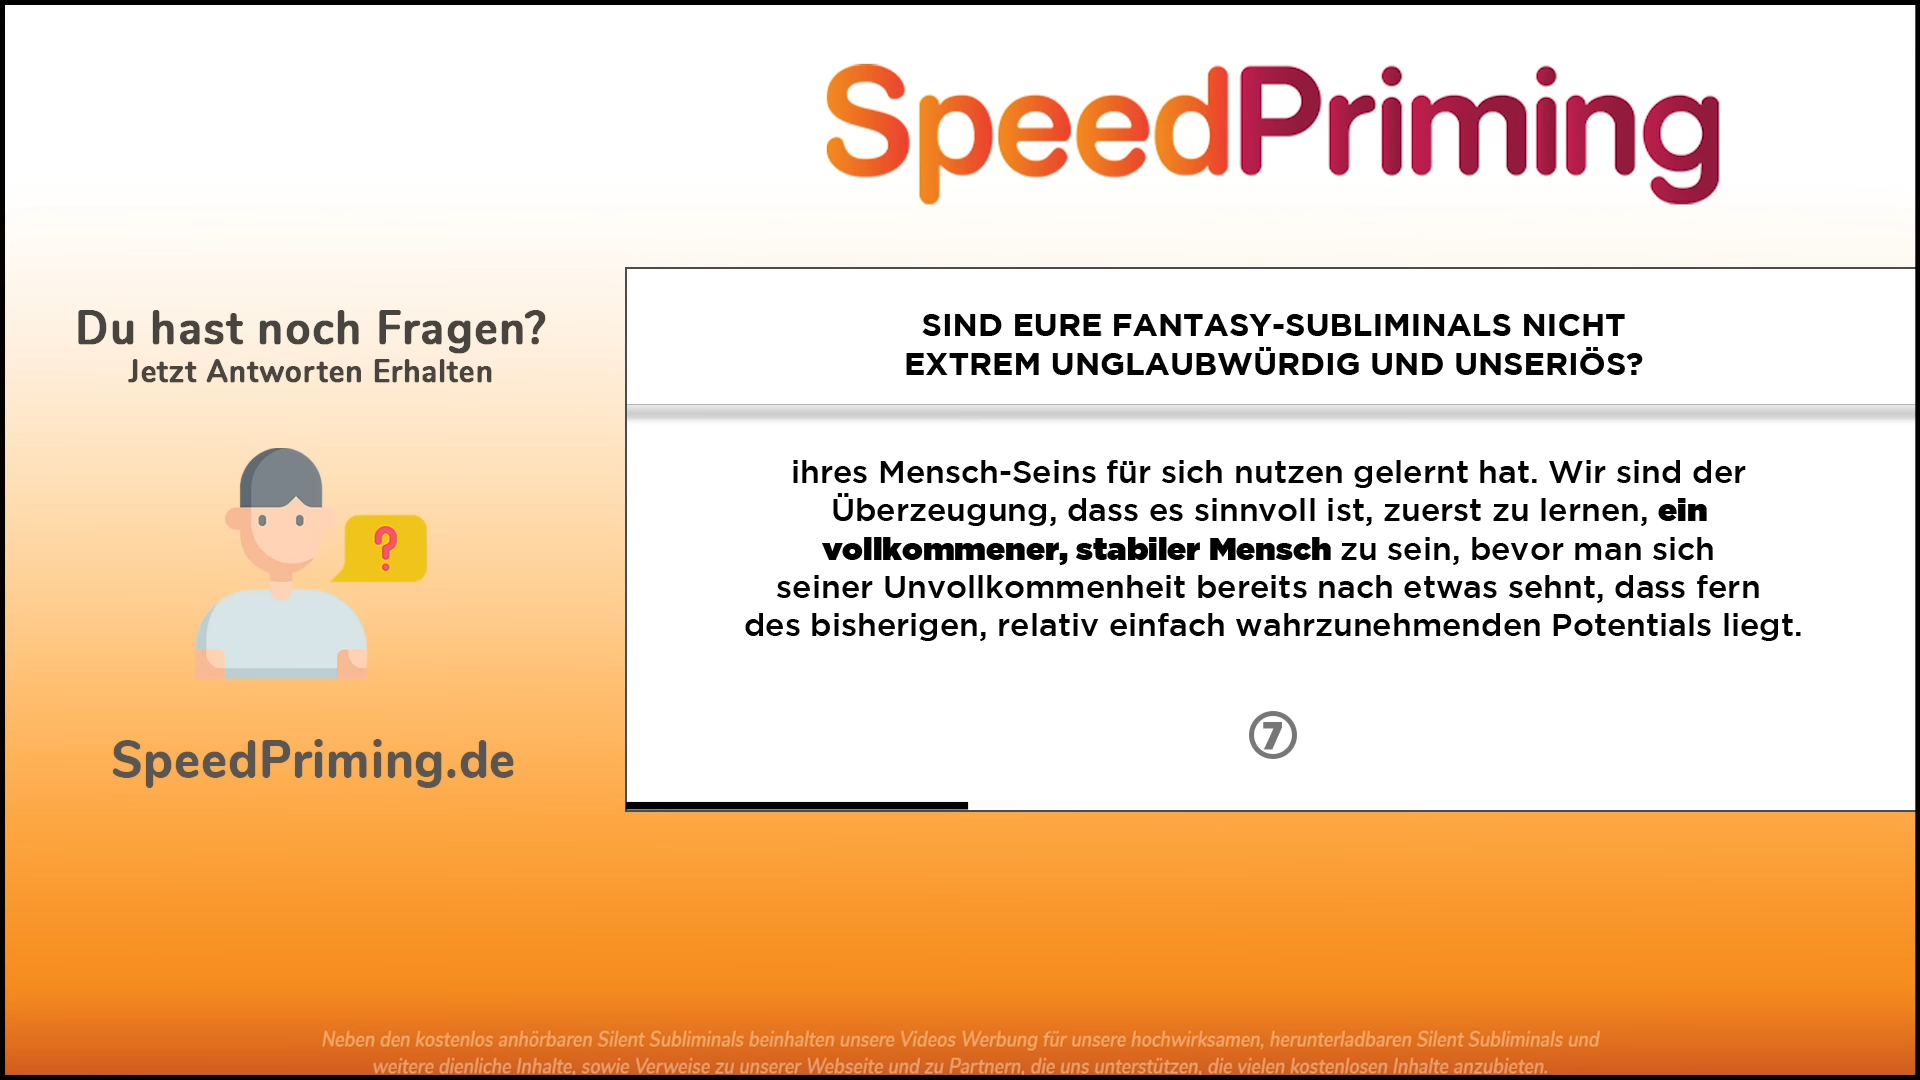 SpeedPriming
Du hast noch Fragen?
Jetzt Antworten Erhalten
?
SpeedPriming.de
SIND EURE FANTASY-SUBLIMINALS NICHT
EXTREM UNGLAUBWÜRDIG UND UNSERIÖS?
ihres Mensch-Seins für sich nutzen gelernt hat. Wir sind der
Überzeugung, dass es sinnvoll ist, zuerst zu lernen, ein
vollkommener, stabiler Mensch zu sein, bevor man sich
seiner Unvollkommenheit bereits nach etwas sehnt, dass fern
des bisherigen, relativ einfach wahrzunehmenden Potentials liegt.
7
Neben den kostenlos anhörbaren Silent Subliminals beinhalten unsere Videos Werbung für unsere hochwirksamen, herunterladbaren Silent Subliminals und
weitere dienliche Inhalte, sowie Verweise zu unserer Webseite und zu Partnern, die uns unterstützen, die vielen kostenlosen Inhalte anzubieten.